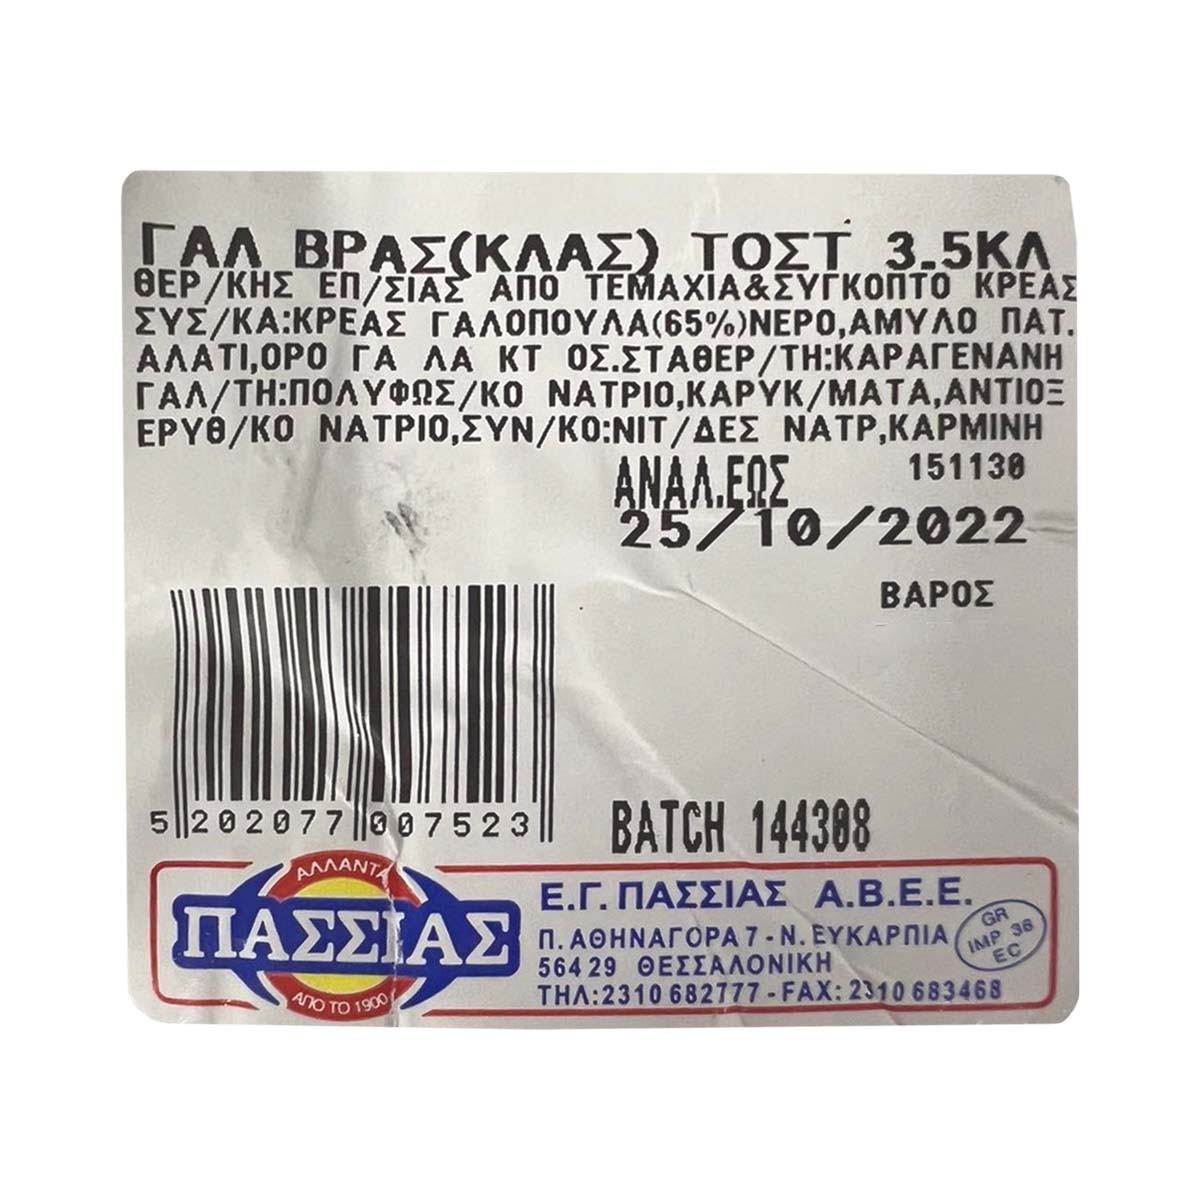 ΓΑΛ ΒΡΑΣ(ΚΛΑΣ) ΤΟΣΤ 3.5ΚΛ
ΘΕΡ/ΚΗΣ ΕΠ/ΣΙΑΣ ΑΠΟ ΤΕΜΑΧΙΑ&ΣΥΓΚΟΠΤΟ ΚΡΕΑΣ
ΣΥΣ/ΚΑ:ΚΡΕΑΣ ΓΑΛΟΠΟΥΛΑ(65%)ΝΕΡΟ,ΑΜΥΛΟ ΠΑΤ.
ΑΛΑΤΙ,ΟΡΟ ΓΑ ΛΑ ΚΤ ΟΣ.ΣΤΑΘΕΡ/ΤΗ:ΚΑΡΑΓΕΝΑΝΗ
ΓΑΛ/ΤΗ:ΠΟΛΥΦΩΣ/ΚΟ ΝΑΤΡΙΟ,ΚΑΡΥΚ/ΜΑΤΑ,ΑΝΤΙΟΞ
ΕΡΥΘ/ΚΟ ΝΑΤΡΙΟ,ΣΥΝ/ΚΟ:ΝΙΤ/ΔΕΣ ΝΑΤΡ,ΚΑΡΜΙΝΗ
151130
ΑΝΑΛ.ΕΩΣ
25/10/2022
ΒΑΡΟΣ
5 202077 007523
BATCH 144308
ΑΛΛΑΝΤΑ
ΠΑΣΣΙΑΣ
ΑΠΟ ΤΟ 1900
Ε.Γ. ΠΑΣΣΙΑΣ Α.Β.Ε.Ε.
Π. ΑΘΗΝΑΓΟΡΑ 7 - Ν. ΕΥΚΑΡΠΙΑ
564 29 ΘΕΣΣΑΛΟΝΙΚΗ
ΤΗΛ: 2310 682777 - FAX: 2310 683468
GR
IMP 36
EC